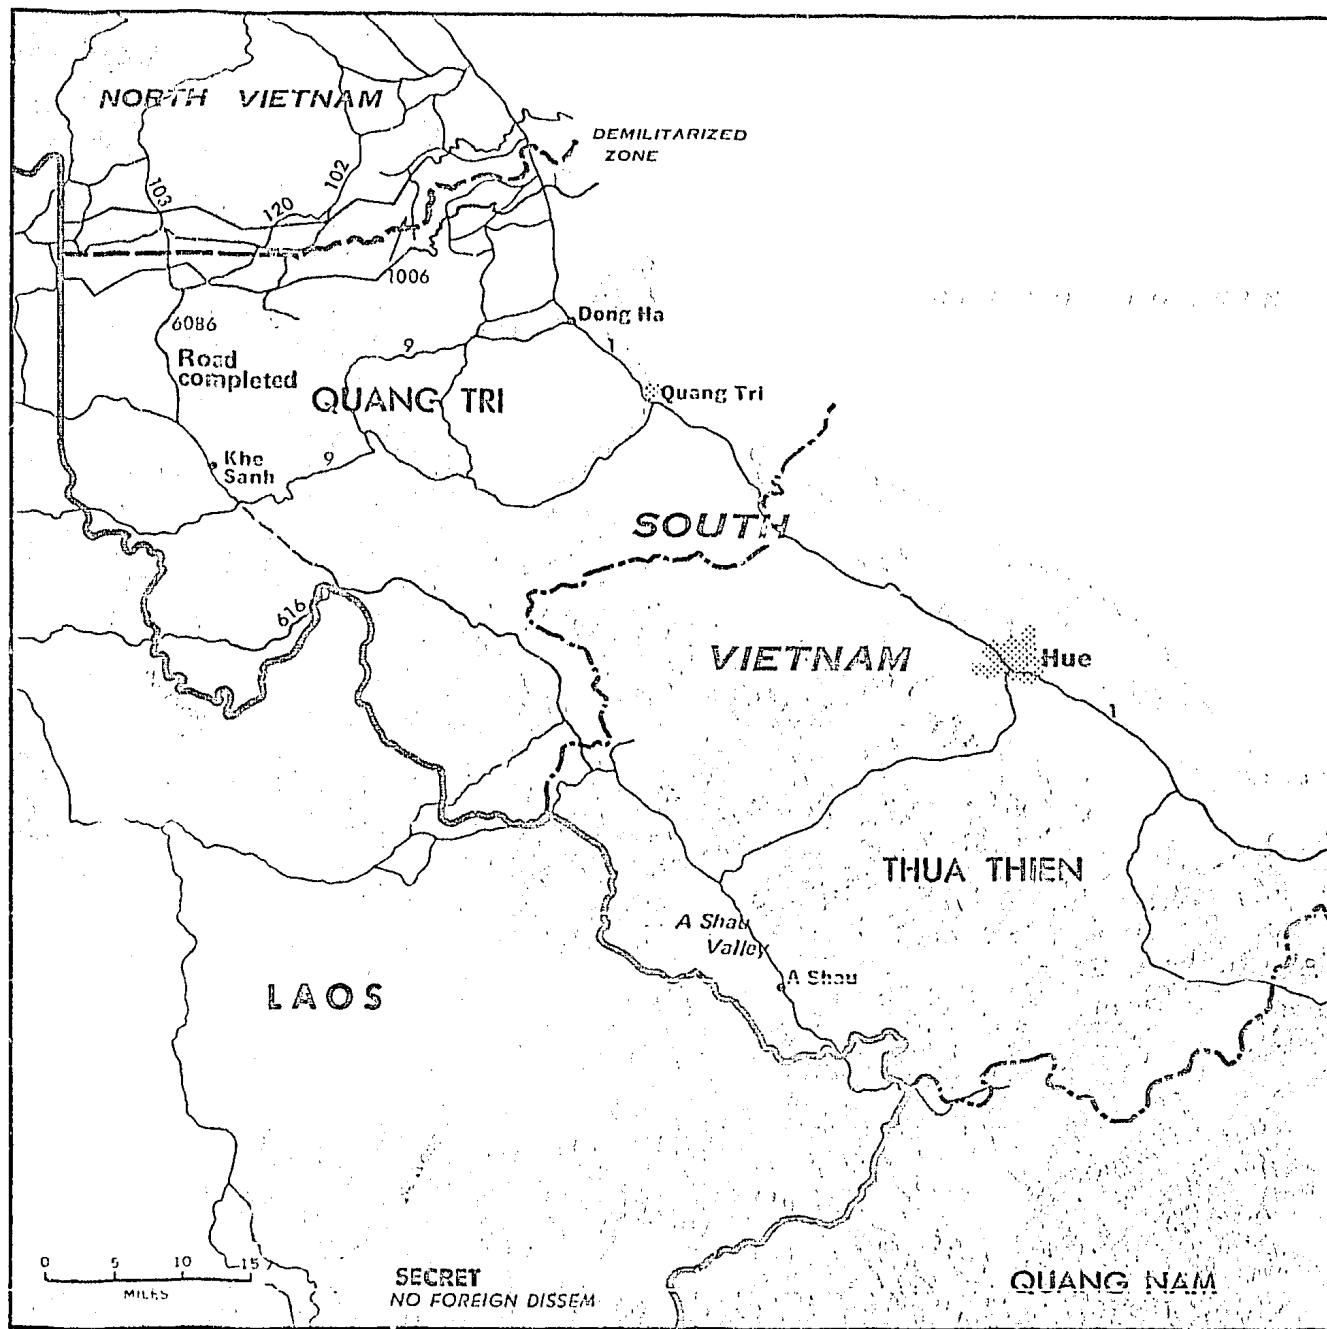 NORTH VIETNAM
DEMILITARIZED
ZONE
103
120
102
1006
6086
Road
completed
Dong Ha
9
1
QUANG TRI
Quang Tri
Khe
Sanh
9
SOUTH
616
VIETNAM
Hue
1
THUA THIEN
A Shau
Valley
A Shau
LAOS
0 5 10 15
MILES
SECRET
NO FOREIGN DISSEM
QUANG NAM